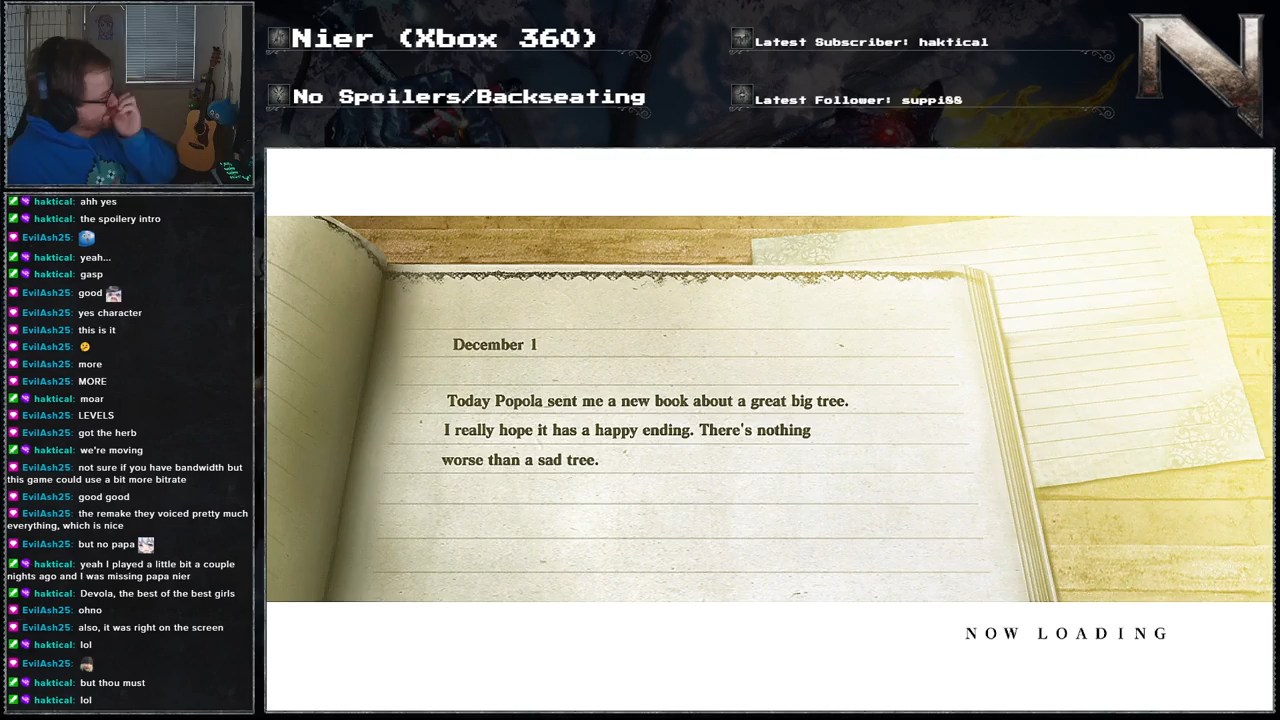 Nier (Xbox 360)
Latest Subscriber: haktical
No Spoilers/Backseating
Latest Follower: suppi88
N
haktical: ahh yes
haktical: the spoilery intro
EvilAsh25:
haktical: yeah...
haktical: gasp
EvilAsh25: good
EvilAsh25: yes character
EvilAsh25: this is it
EvilAsh25:
EvilAsh25: more
EvilAsh25: MORE
haktical: moar
EvilAsh25: LEVELS
EvilAsh25: got the herb
haktical: we're moving
EvilAsh25: not sure if you have bandwidth but
this game could use a bit more bitrate
EvilAsh25: good good
EvilAsh25: the remake they voiced pretty much
everything, which is nice
EvilAsh25: but no papa
haktical: yeah I played a little bit a couple
nights ago and I was missing papa nier
haktical: Devola, the best of the best girls
EvilAsh25: ohno
EvilAsh25: also, it was right on the screen
haktical: lol
EvilAsh25:
haktical: but thou must
haktical: lol
December 1
Today Popola sent me a new book about a great big tree.
I really hope it has a happy ending. There's nothing
worse than a sad tree.
NOW LOADING